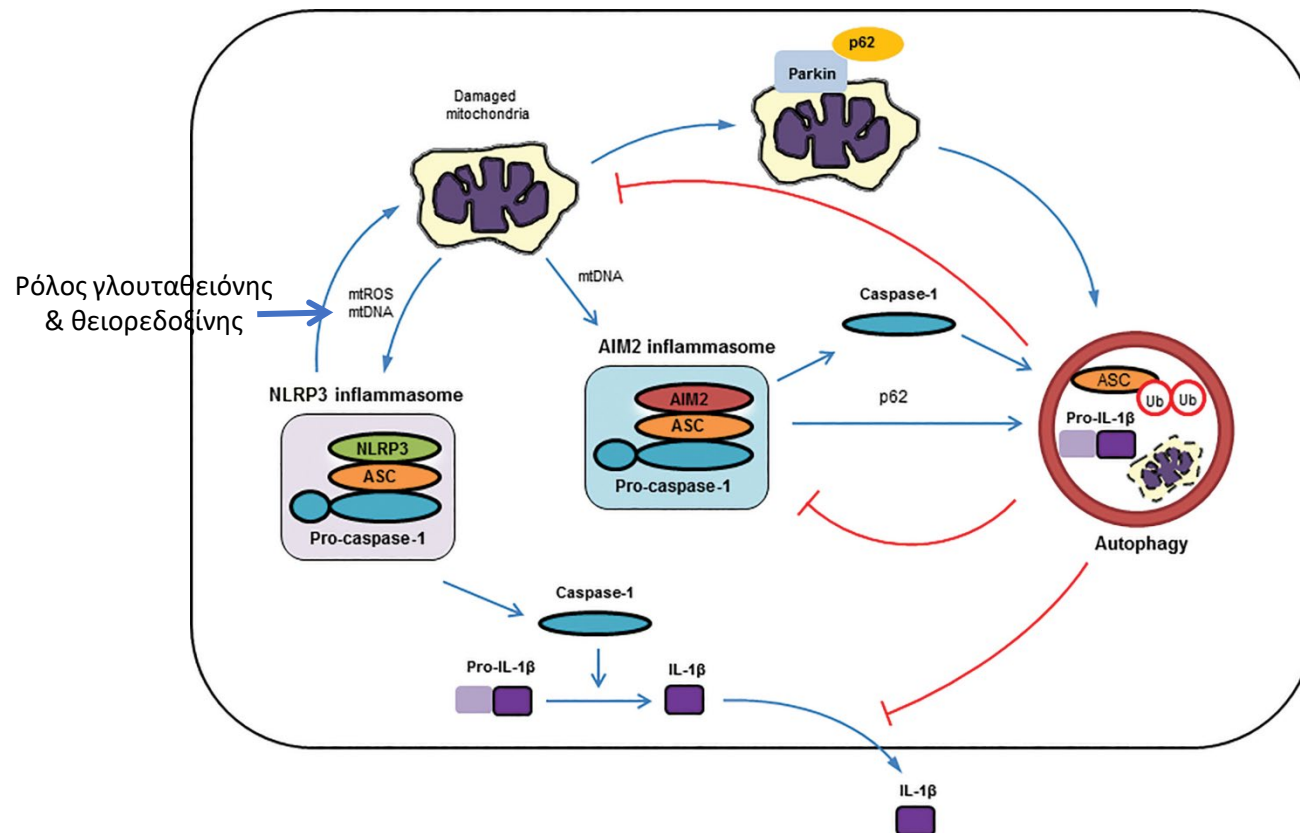 p62
Parkin
Damaged
mitochondria
mtDNA
Ρόλος γλουταθειόνης
& θειορεδοξίνης
mtROS
mtDNA
Caspase-1
AIM2 inflammasome
NLRP3 inflammasome
AIM2
ASC
Pro-caspase-1
p62
ASC
Ub
Ub
Pro-IL-1β
NLRP3
ASC
Pro-caspase-1
Autophagy
Caspase-1
Pro-IL-1β
IL-1β
IL-1β